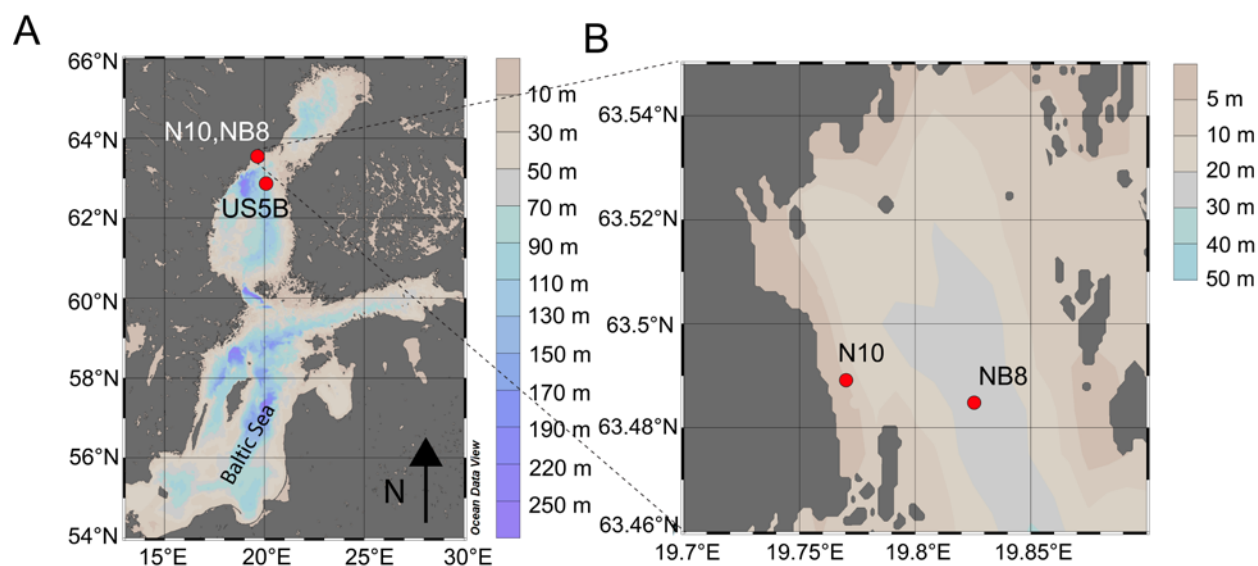 A
66°N
64°N
62°N
60°N
58°N
56°N
54°N
15°E
20°E
25°E
30°E
N10,NB8
US5B
Baltic Sea
N
Ocean Data View
10 m
30 m
50 m
70 m
90 m
110 m
130 m
150 m
170 m
190 m
220 m
250 m
B
63.54°N
63.52°N
63.5°N
63.48°N
63.46°N
19.7°E
19.75°E
19.8°E
19.85°E
N10
NB8
5 m
10 m
20 m
30 m
40 m
50 m